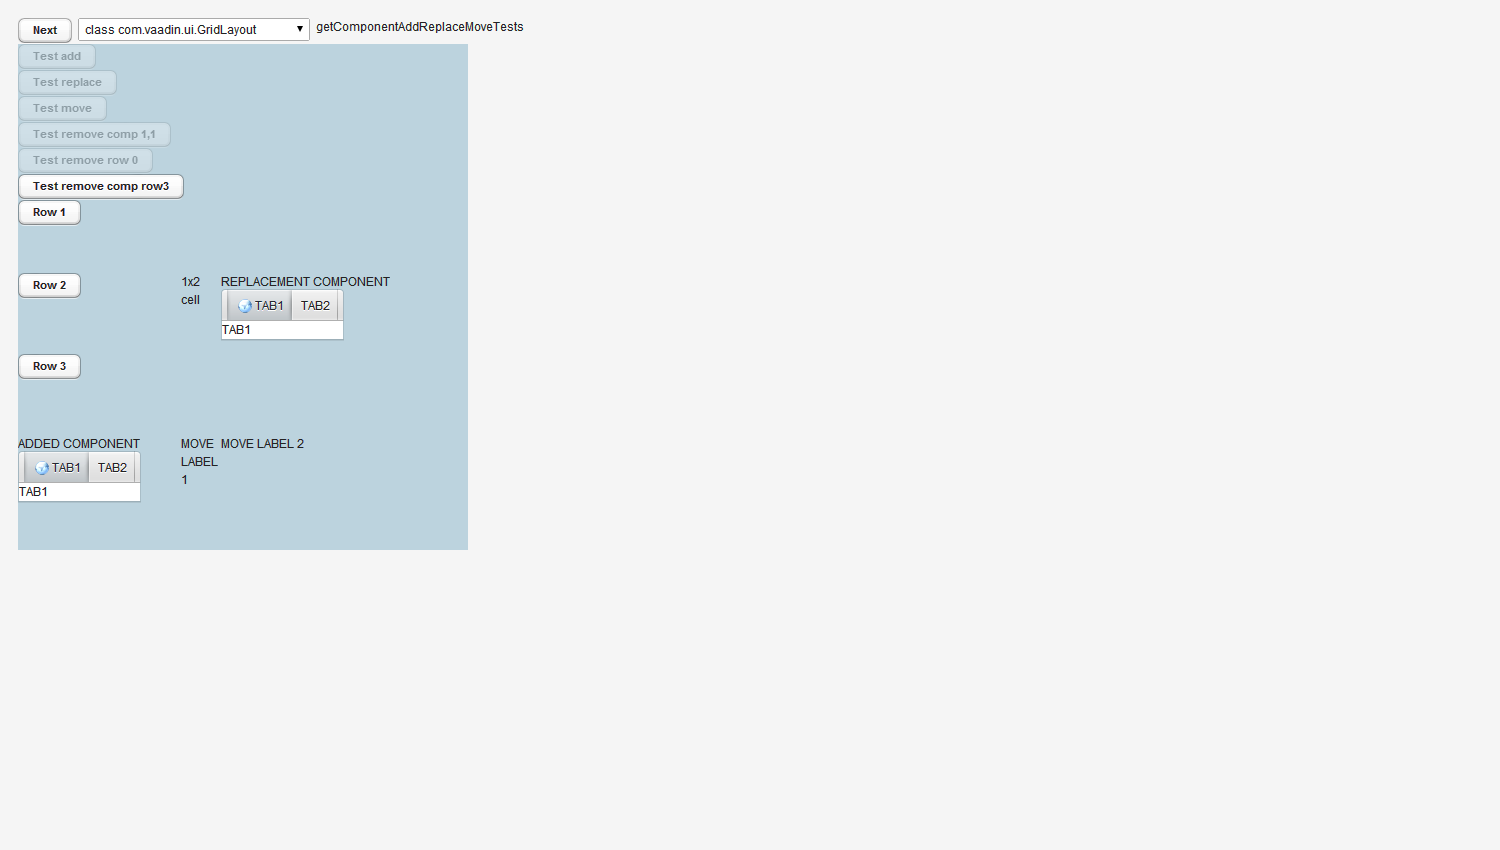 Next class com.vaadin.ui.GridLayout getComponentAddReplaceMoveTests
Test add
Test replace
Test move
Test remove comp 1,1
Test remove row 0
Test remove comp row3
Row 1
Row 2 1x2 REPLACEMENT COMPONENT
cell TAB1 TAB2
TAB1
Row 3
ADDED COMPONENT MOVE MOVE LABEL 2
TAB1 TAB2 LABEL
1
TAB1